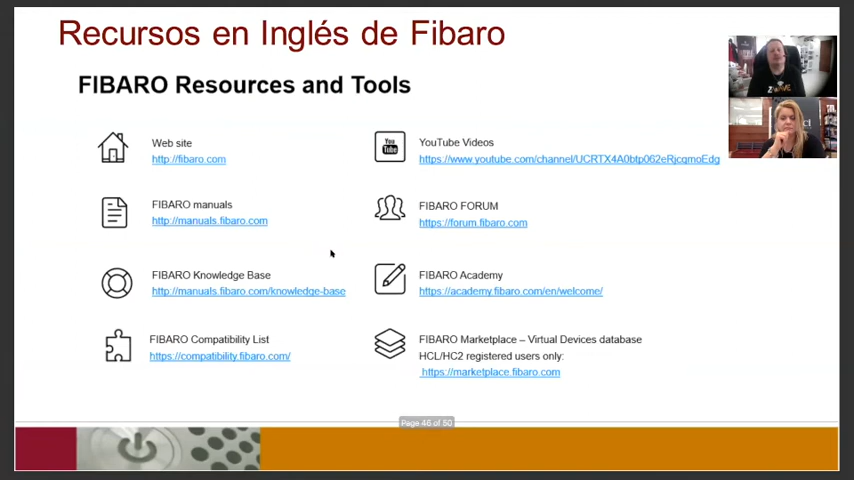 Recursos en Inglés de Fibaro
FIBARO Resources and Tools
Web site
http://fibaro.com
FIBARO manuals
http://manuals.fibaro.com
FIBARO Knowledge Base
http://manuals.fibaro.com/knowledge-base
FIBARO Compatibility List
https://compatibility.fibaro.com/
You
Tube
YouTube Videos
https://www.youtube.com/channel/UCRTX4A0btp062eRjcqmoEdg
FIBARO FORUM
https://forum.fibaro.com
FIBARO Academy
https://academy.fibaro.com/en/welcome/
FIBARO Marketplace – Virtual Devices database
HCL/HC2 registered users only:
https://marketplace.fibaro.com
Page 46 of 50